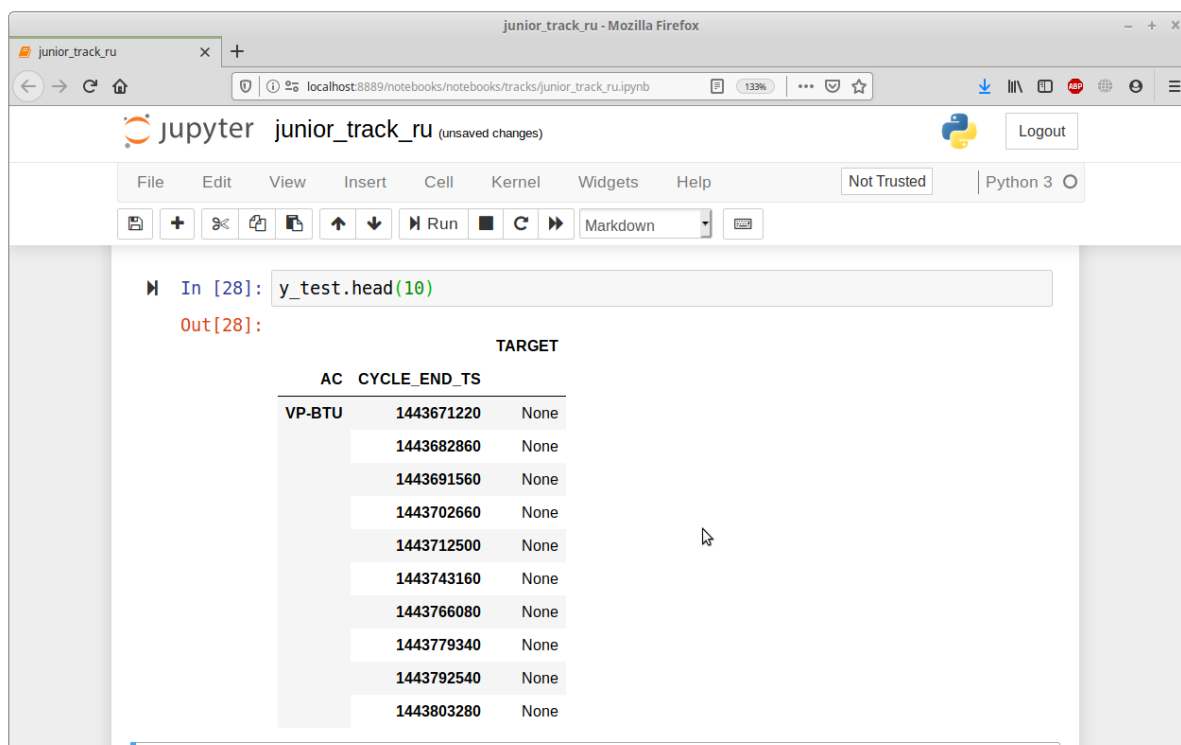 junior_track_ru - Mozilla Firefox
junior_track_ru
localhost:8889/notebooks/notebooks/tracks/junior_track_ru.ipynb 133%
ABP
jupyter junior_track_ru (unsaved changes) Logout
File Edit View Insert Cell Kernel Widgets Help Not Trusted Python 3
Run Markdown
In [28]: y_test.head(10)
Out[28]:
TARGET
AC CYCLE_END_TS
VP-BTU 1443671220 None
1443682860 None
1443691560 None
1443702660 None
1443712500 None
1443743160 None
1443766080 None
1443779340 None
1443792540 None
1443803280 None